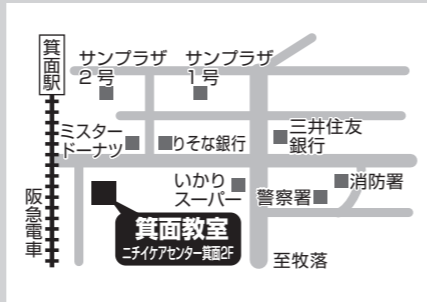 箕面駅
サンプラザ
2号
サンプラザ
1号
ミスター
ドーナツ
りそな銀行
三井住友
銀行
いかり
スーパー
消防署
警察署
阪急電車
箕面教室
ニチイケアセンター箕面2F
至牧落